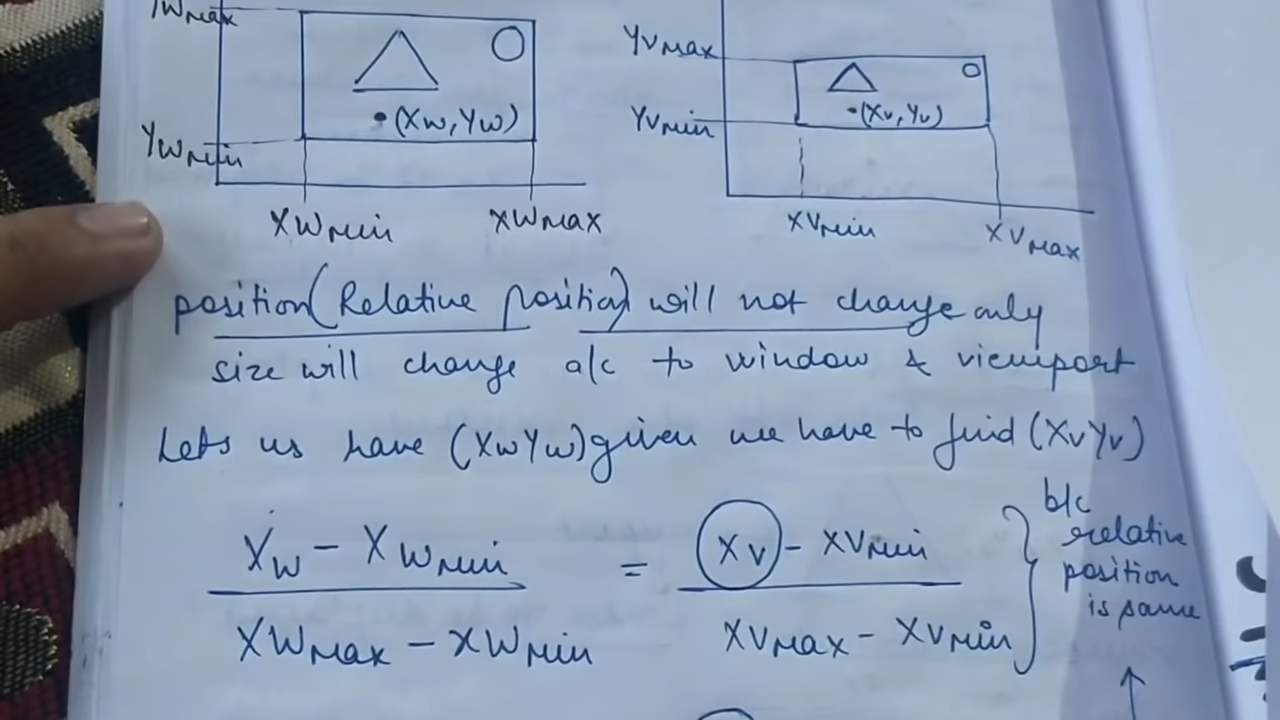 YWMax
YVMax
(XW, YW)
(XV, YV)
YWMin
YVMin
XWMin
XWMax
XVMin
XVMax
position(Relative position) will not change only
size will change a/c to window & viewport
Lets us have (XWYW) given we have to find (XVYV)
XW - XWMin = XV - XVMin
XWMax - XWMin XVMax - XVMin
b/c
relative
position
is same